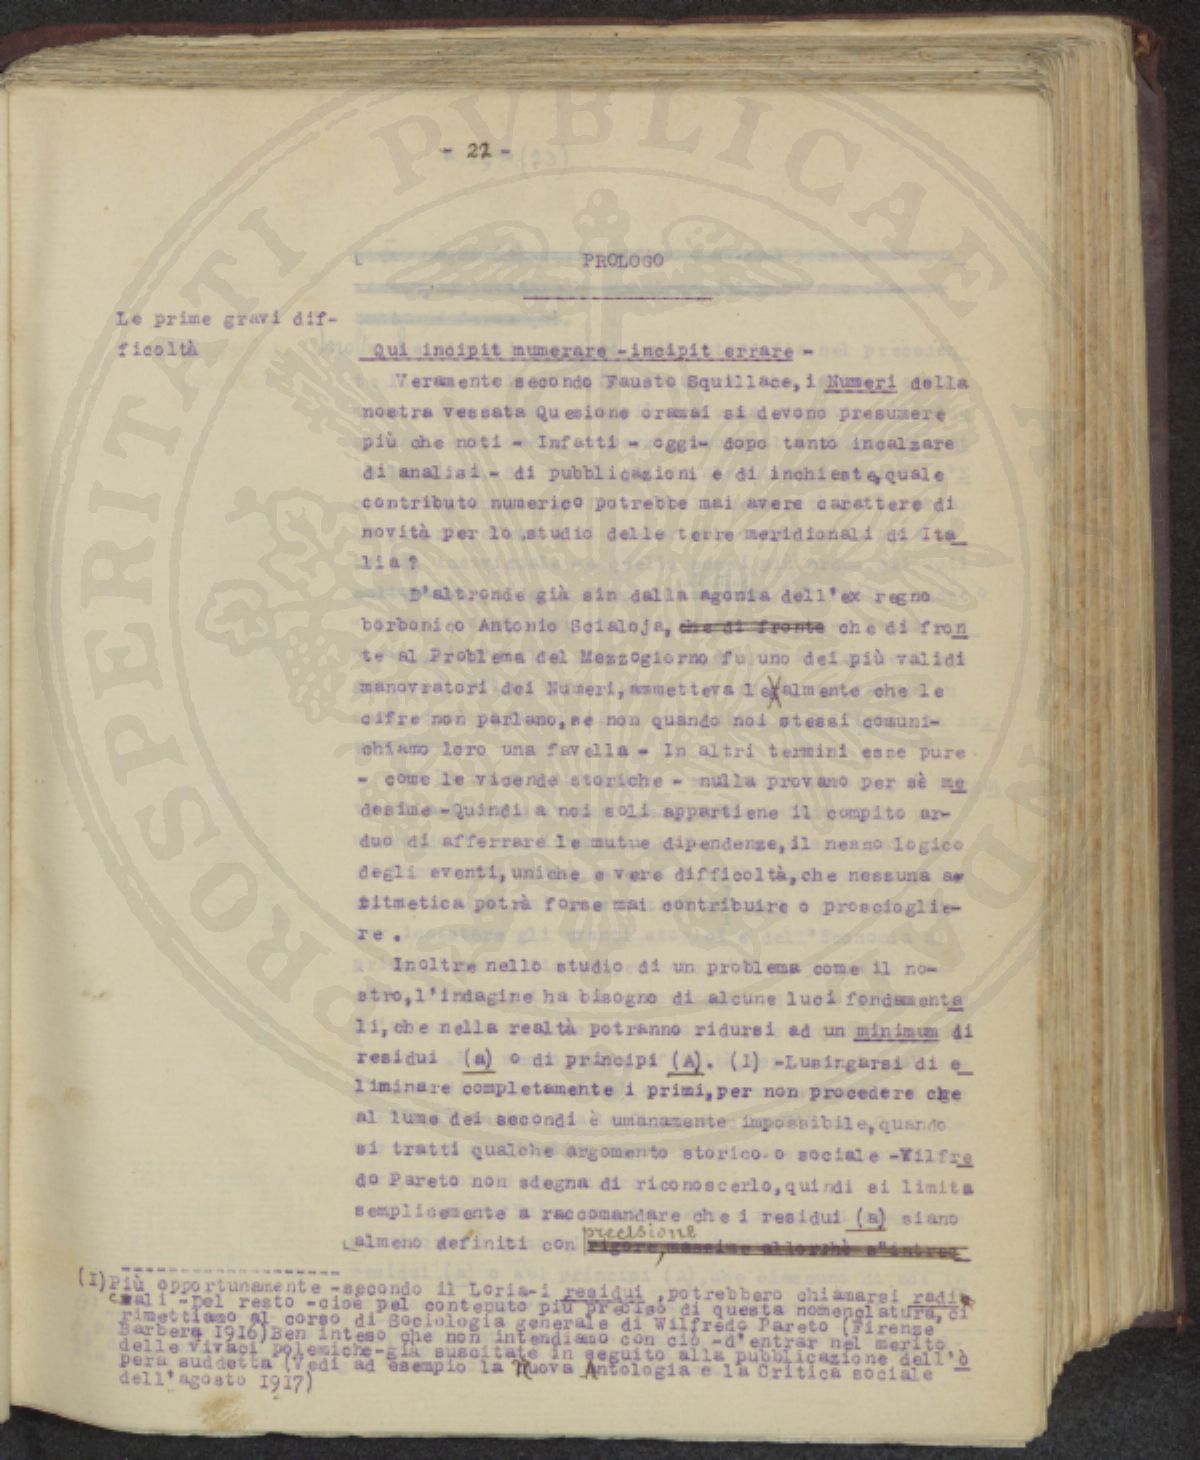 - 22 -
PROLOGO
Le prime gravi dif-
ficoltà
Qui incipit mumerare -incipit errare -
Veramente secondo Fausto Squillace, i Numeri della
nostra vessata Quesione oramai si devono presumere
più che noti - Infatti - oggi- dopo tanto incalzare
di analisi - di pubblicazioni e di inchieste, quale
contributo numerico potrebbe mai avere carattere di
novità per lo studio delle terre meridionali di Ita_
lia ?
D'altronde già sin dalla agonia dell'ex regno
borbonico Antonio Scialoja, che di fronte che di fron
te al Problema del Mezzogiorno fu uno dei più validi
manovratori dei Numeri, ammetteva lealmente che le
cifre non parlano, se non quando noi stessi comuni-
chiamo loro una favella - In altri termini esse pure
- come le vicende storiche - nulla provano per sè me
desime -Quindi a noi soli appartiene il compito ar-
duo di afferrare le mutue dipendenze, il nesso logico
degli eventi, uniche e vere difficoltà, che nessuna a-
ritmetica potrà forse mai contribuire o prosciogli-
re .
Inoltre nello studio di un problema come il no-
stro, l'indagine ha bisogno di alcune luci fondamenta
li, che nella realtà potranno ridursi ad un minimum di
residui (a) o di principi (A). (1) -Lusingarsi di e_
liminare completamente i primi, per non procedere che
al lume dei secondi è umanamente impossibile, quando
si tratti qualche argomento storico o sociale -Wilfre
do Pareto non sdegna di riconoscerlo, quindi si limita
semplicemente a raccomandare che i residui (a) siano
precisione
almeno definiti con rigore, massime allorchè s"intro_
(I) Più opportunamente -secondo il Loria-i residui , potrebbero chiamarsi radi
cali -Del resto -cioè pel contenuto più preciso di questa nomenclatura, ci
rimettiamo al corso di Sociologia generale di Wilfredo Pareto (Firenze
Barbera 1916) Ben inteso che non intendiamo con ciò -d'entrar nel merito
delle vivaci polemiche-già suscitate in seguito alla pubblicazione dell'o
pera suddetta (Vedi ad esempio la Nuova Antologia e la Critica sociale
dell'agosto 1917)
PROSPERITATI PVBLICAE